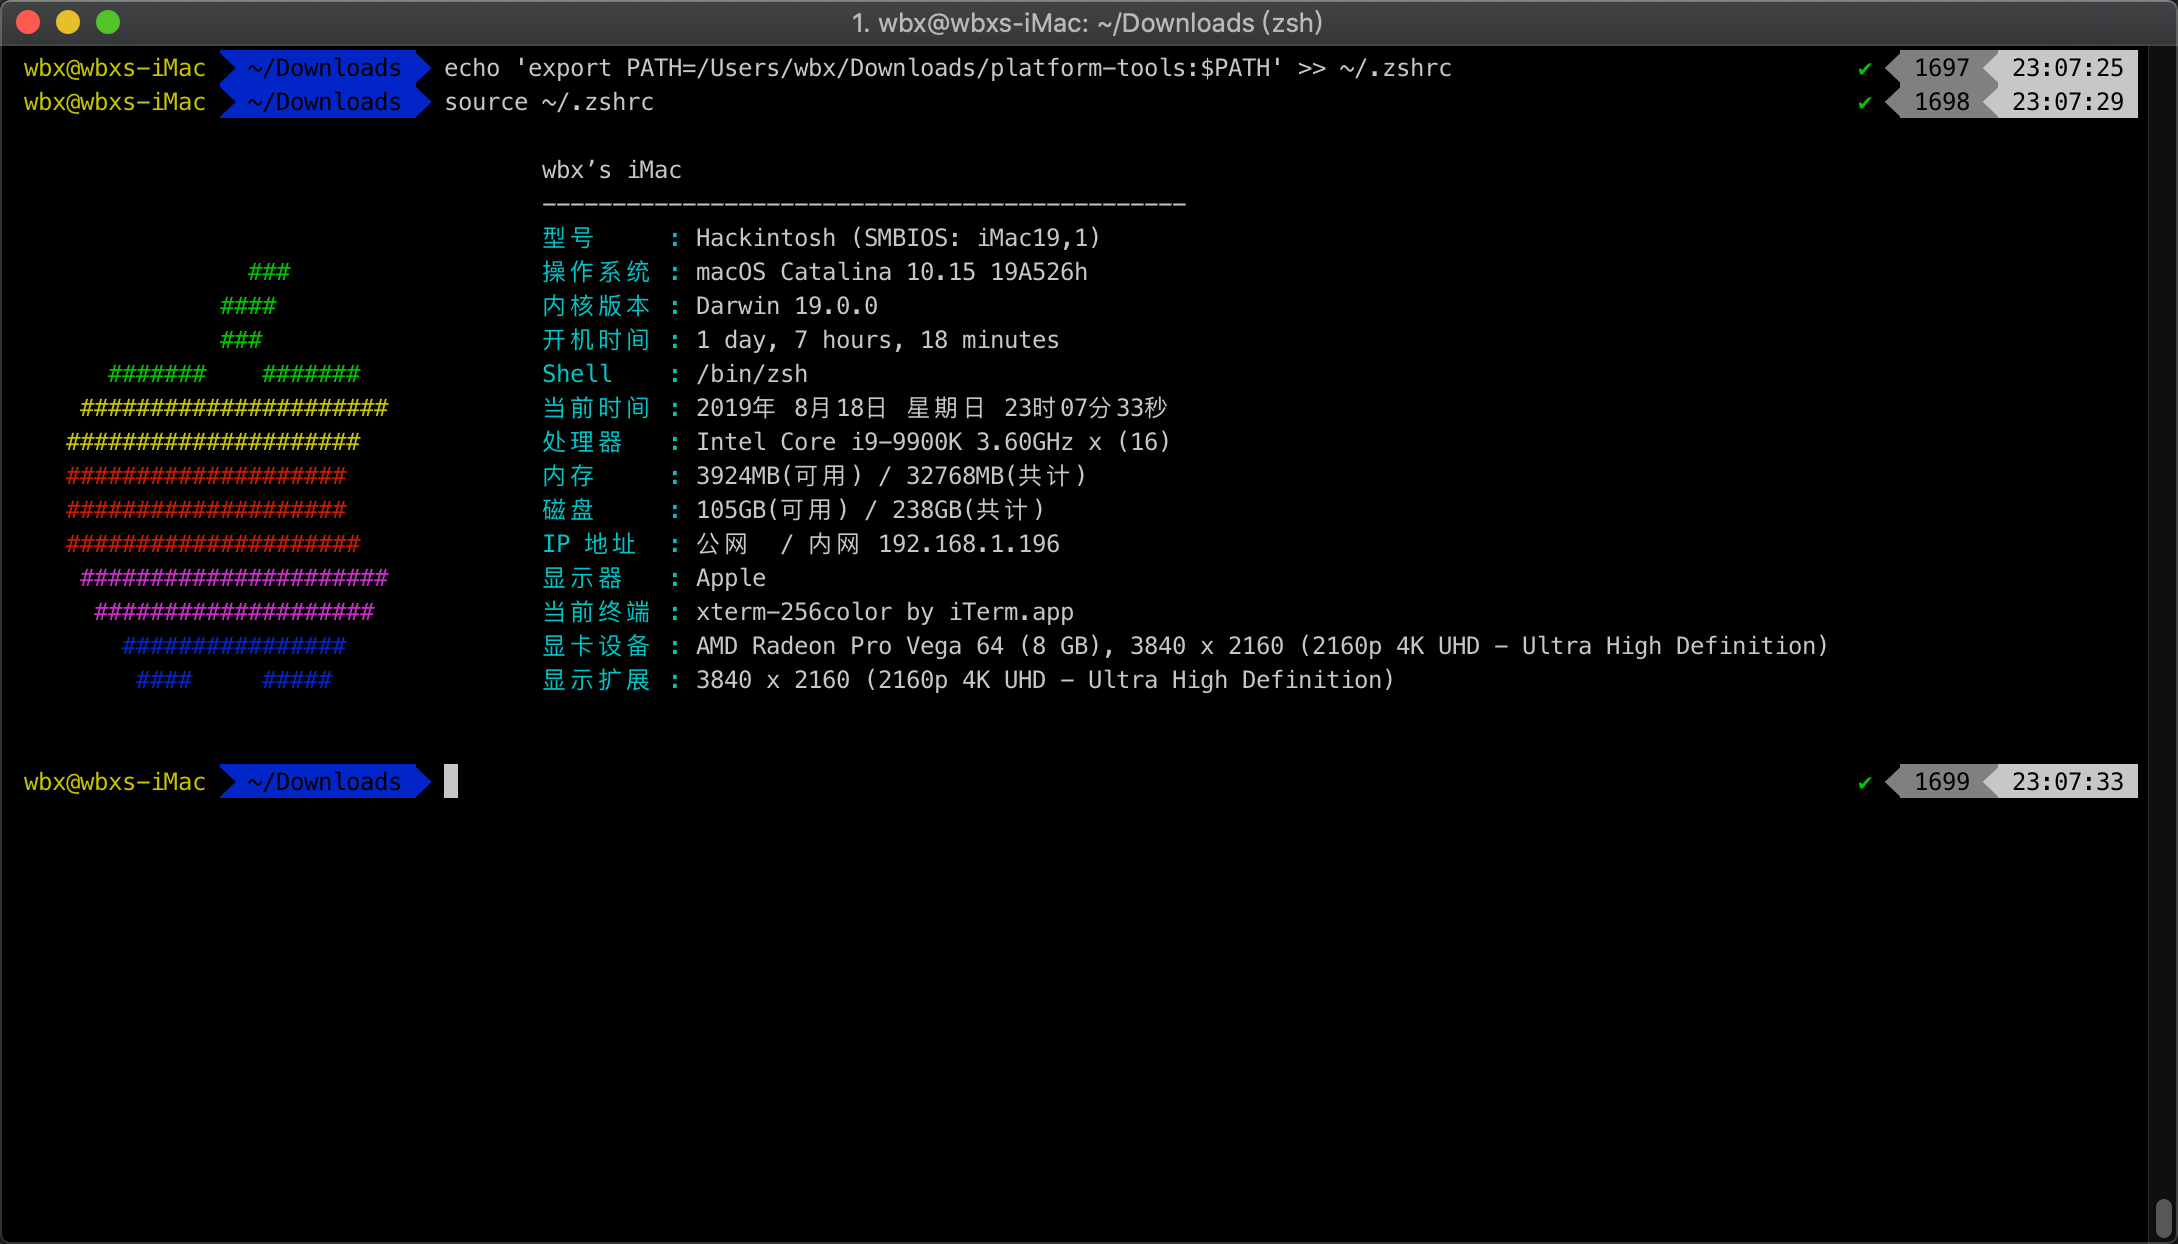 1. wbx@wbxs-iMac: ~/Downloads (zsh)
wbx@wbxs-iMac ~/Downloads echo 'export PATH=/Users/wbx/Downloads/platform-tools:$PATH' >> ~/.zshrc ✔ 1697 23:07:25
wbx@wbxs-iMac ~/Downloads source ~/.zshrc ✔ 1698 23:07:29
wbx’s iMac
----------------------------------------------
型号 : Hackintosh (SMBIOS: iMac19,1)
### 操作系统 : macOS Catalina 10.15 19A526h
#### 内核版本 : Darwin 19.0.0
### 开机时间 : 1 day, 7 hours, 18 minutes
####### ####### Shell : /bin/zsh
###################### 当前时间 : 2019年 8月18日 星期日 23时07分33秒
##################### 处理器 : Intel Core i9-9900K 3.60GHz x (16)
#################### 内存 : 3924MB(可用) / 32768MB(共计)
#################### 磁盘 : 105GB(可用) / 238GB(共计)
##################### IP 地址 : 公网 / 内网 192.168.1.196
###################### 显示器 : Apple
#################### 当前终端 : xterm-256color by iTerm.app
################ 显卡设备 : AMD Radeon Pro Vega 64 (8 GB), 3840 x 2160 (2160p 4K UHD - Ultra High Definition)
#### ##### 显示扩展 : 3840 x 2160 (2160p 4K UHD - Ultra High Definition)
wbx@wbxs-iMac ~/Downloads ✔ 1699 23:07:33